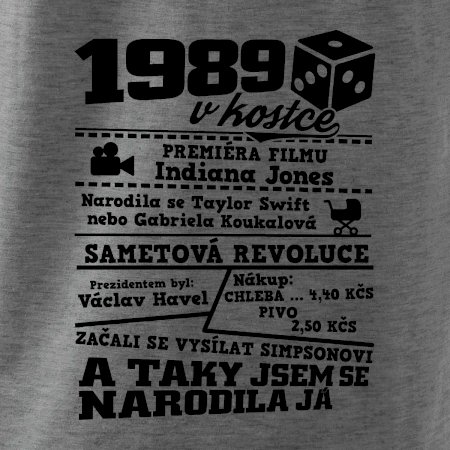 1989
v kostce
PREMIÉRA FILMU
Indiana Jones
Narodila se Taylor Swift
nebo Gabriela Koukalová
SAMETOVÁ REVOLUCE
Prezidentem byl:
Václav Havel
Nákup:
CHLEBA ... 4,40 KČS
PIVO
2,50 KČS
ZAČALI SE VYSÍLAT SIMPSONOVI
A TAKY JSEM SE
NARODILA JÁ